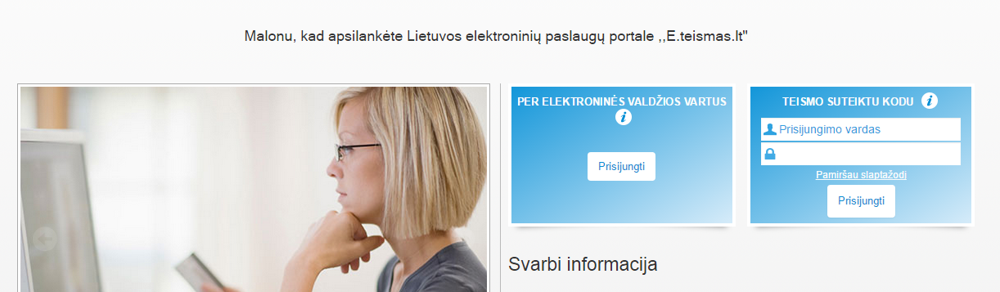 Malonu, kad apsilankėte Lietuvos elektroninių paslaugų portale ,,E.teismas.lt"
PER ELEKTRONINĖS VALDŽIOS VARTUS
i
Prisijungti
TEISMO SUTEIKTU KODU i
Prisijungimo vardas
Pamiršau slaptažodį
Prisijungti
Svarbi informacija